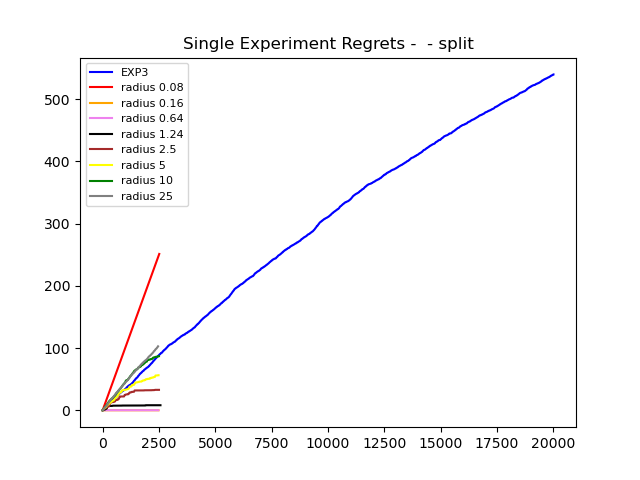 Single Experiment Regrets -  - split
EXP3
radius 0.08
radius 0.16
radius 0.64
radius 1.24
radius 2.5
radius 5
radius 10
radius 25
500
400
300
200
100
0
0 2500 5000 7500 10000 12500 15000 17500 20000